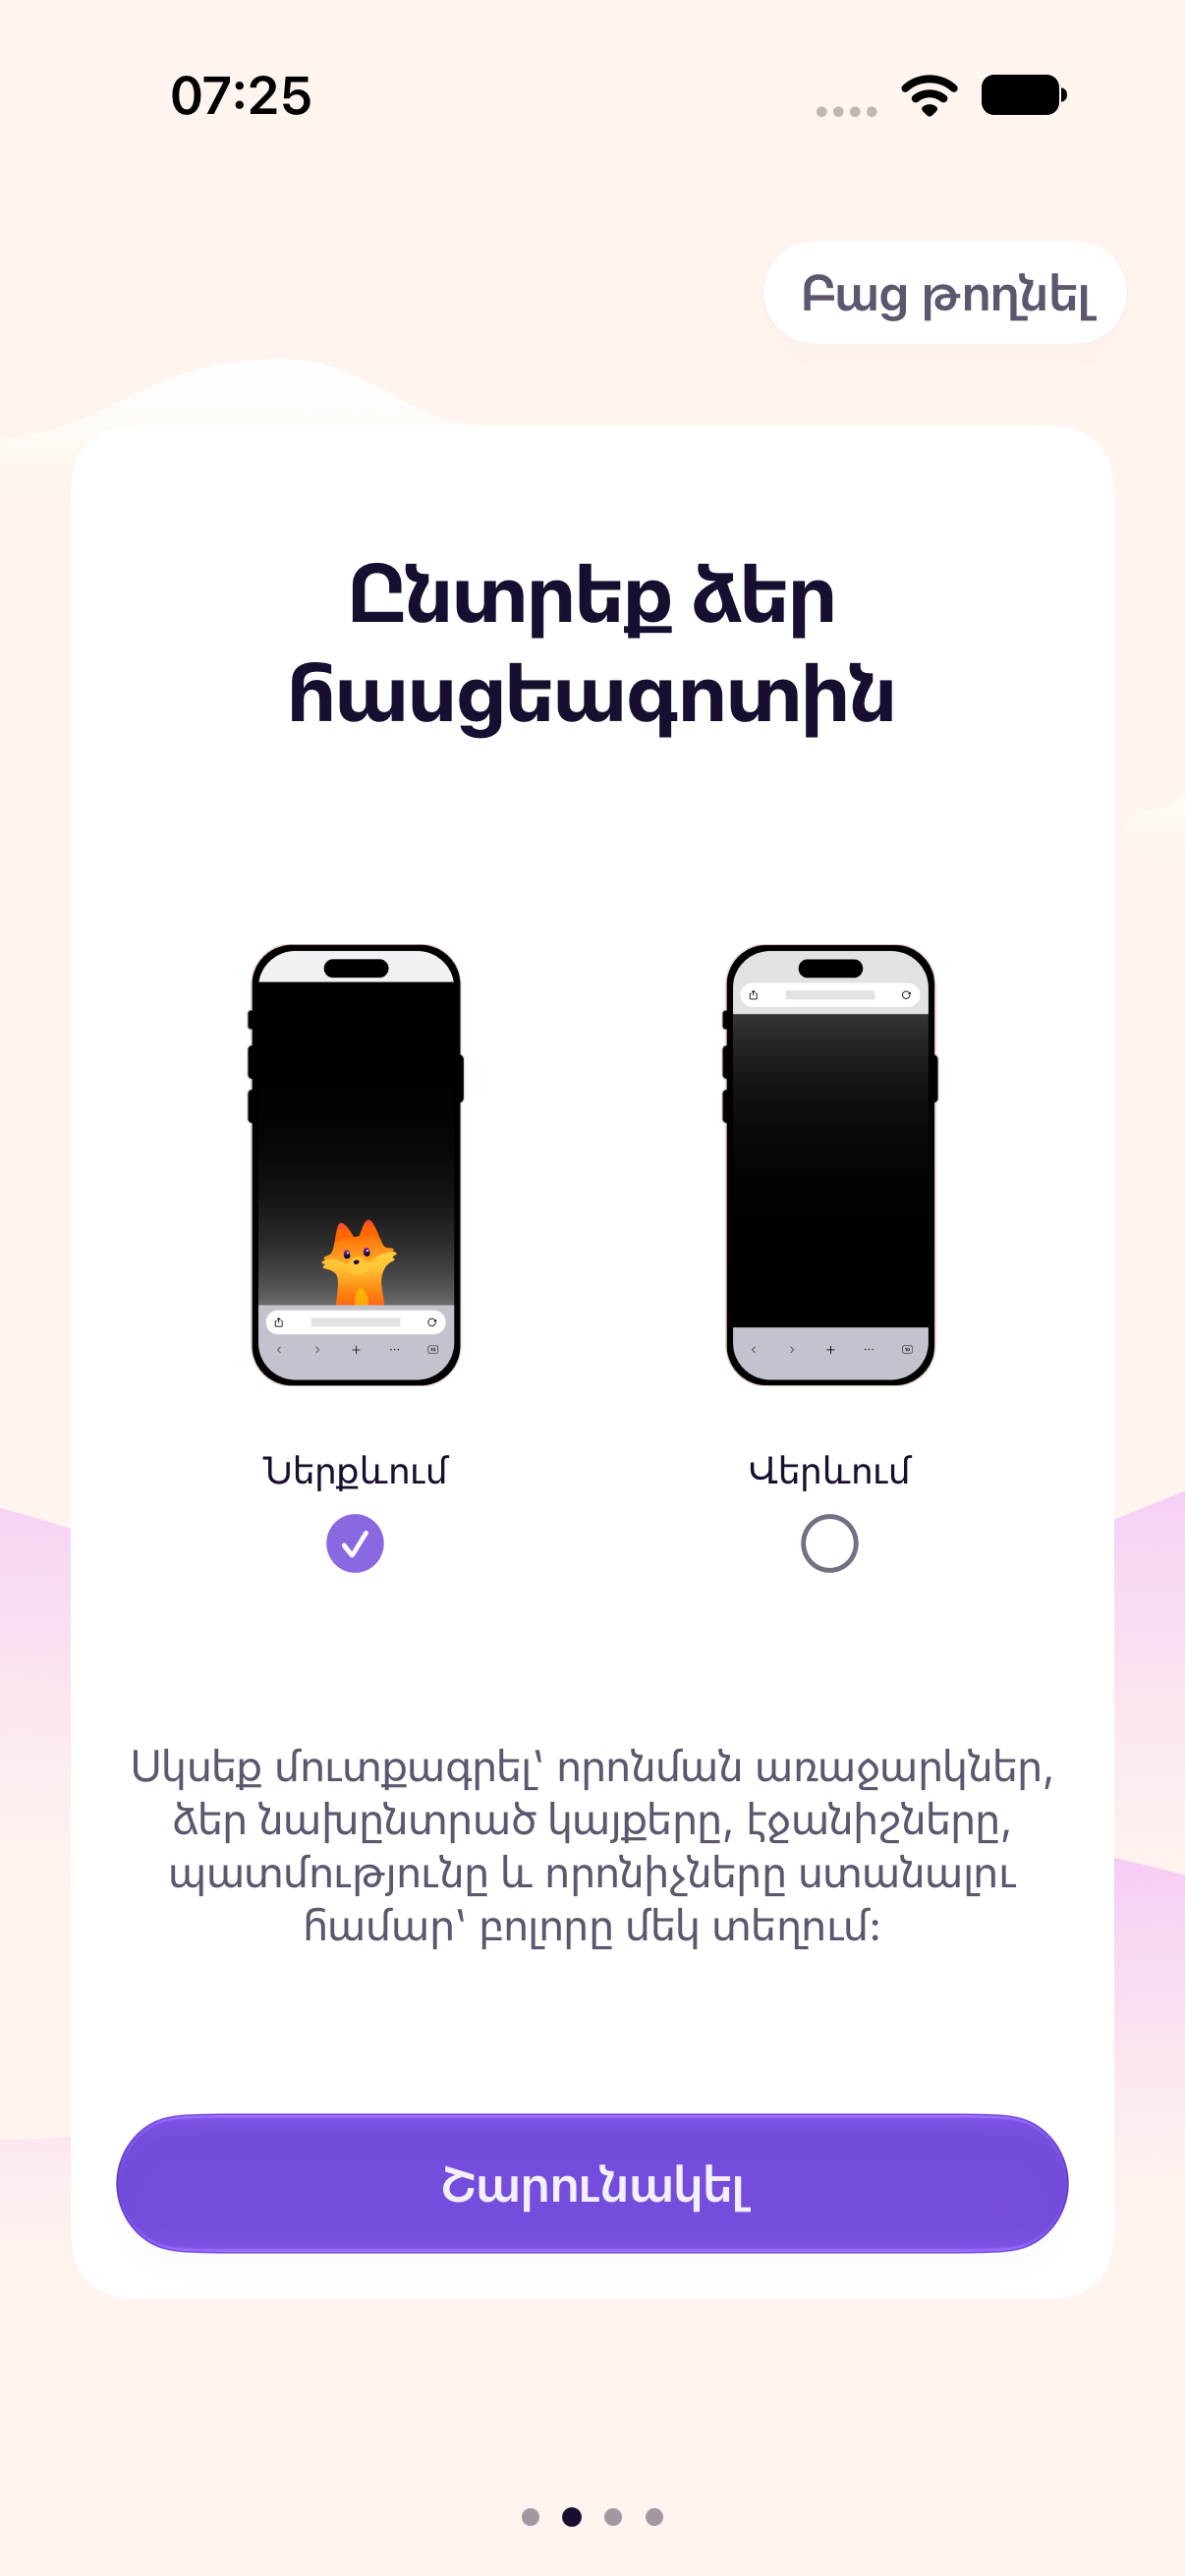 07:25
Բաց թողնել
Ընտրեք ձեր
հասցեագոտին
Ներքևում
Վերևում
Սկսեք մուտքագրել՝ որոնման առաջարկներ,
ձեր նախընտրած կայքերը, էջանիշները,
պատմությունը և որոնիչները ստանալու
համար՝ բոլորը մեկ տեղում:
Շարունակել